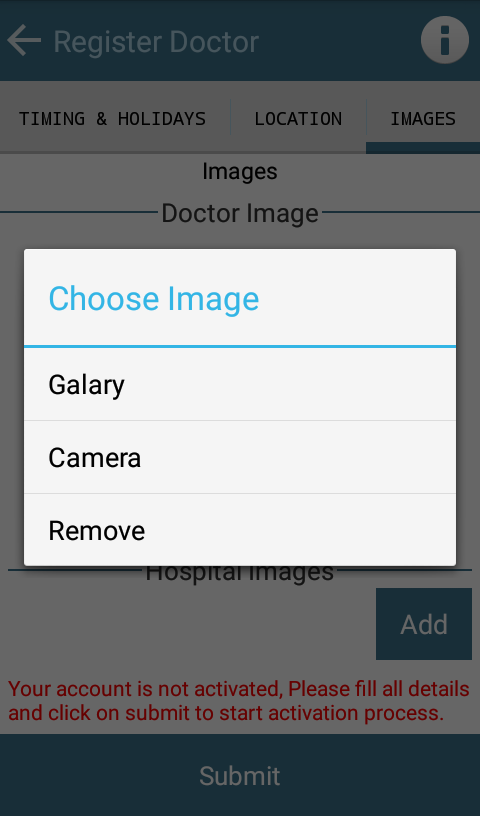 Register Doctor
TIMING & HOLIDAYS
LOCATION
IMAGES
Images
Doctor Image
Choose Image
Galary
Camera
Remove
Hospital Images
Add
Your account is not activated, Please fill all details
and click on submit to start activation process.
Submit